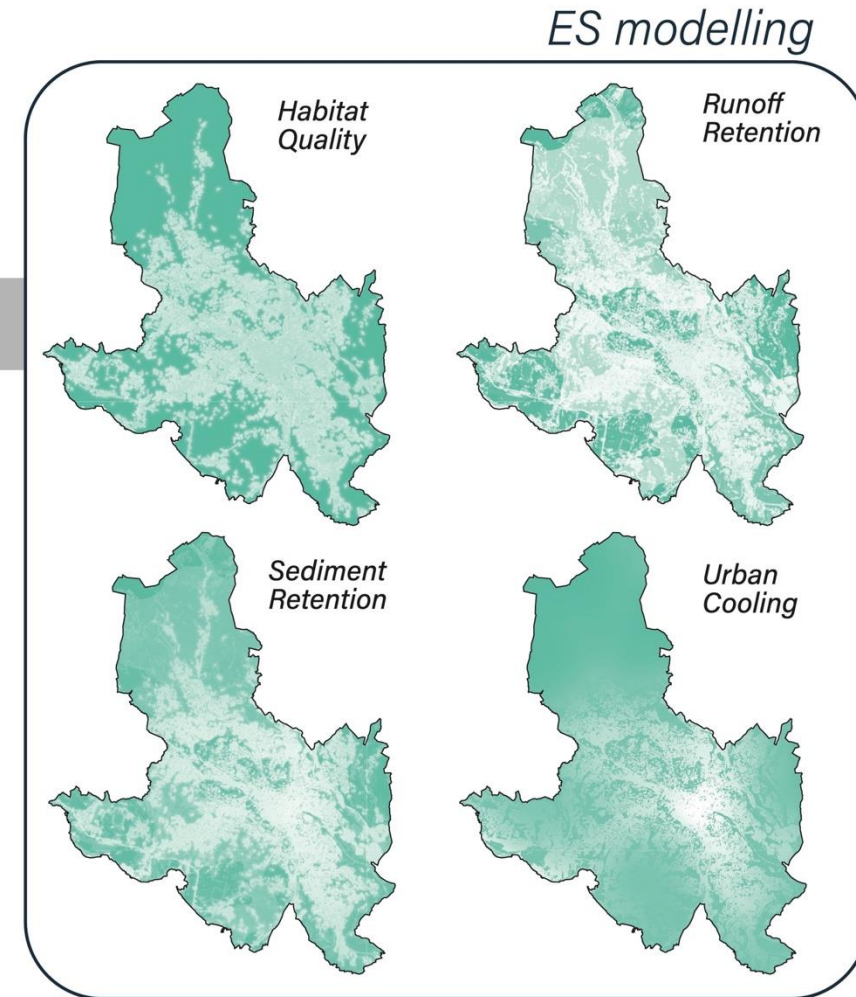 ES modelling
Habitat
Quality
Runoff
Retention
Sediment
Retention
Urban
Cooling